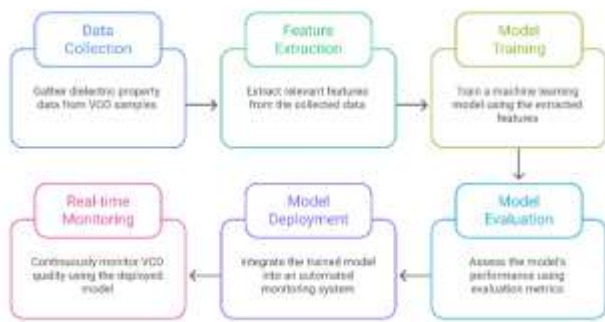 Data
Collection
Gather dielectric property
data from VCO samples
Feature
Extraction
Extract relevant features
from the collected data
Model
Training
Train a machine learning
model using the extracted
features
Real-time
Monitoring
Continuously monitor VCO
quality using the deployed
model
Model
Deployment
Integrate the trained model
into an automated
monitoring system
Model
Evaluation
Assess the model's
performance using
evaluation metrics